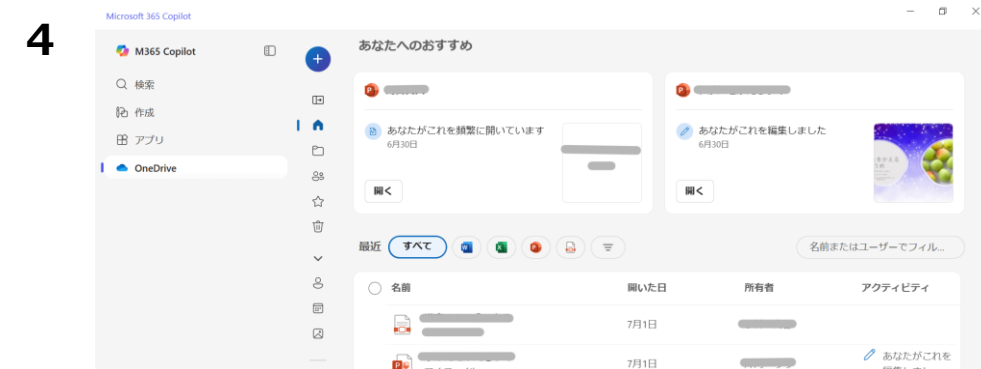 Microsoft 365 Copilot
4
M365 Copilot
検索
作成
アプリ
OneDrive
あなたへのおすすめ
あなたがこれを頻繁に開いています
6月30日
開く
あなたがこれを編集しました
6月30日
開く
最近 すべて
名前またはユーザーでフィル...
名前 開いた日 所有者 アクティビティ
7月1日
7月1日 あなたがこれを